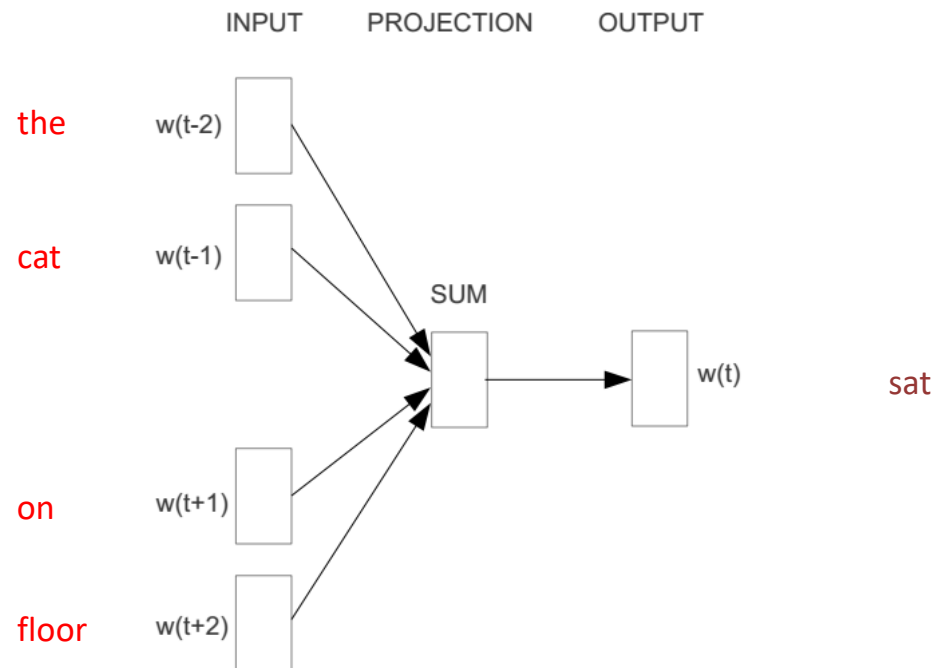 INPUT PROJECTION OUTPUT
the w(t-2)
cat w(t-1)
SUM
w(t) sat
on w(t+1)
floor w(t+2)